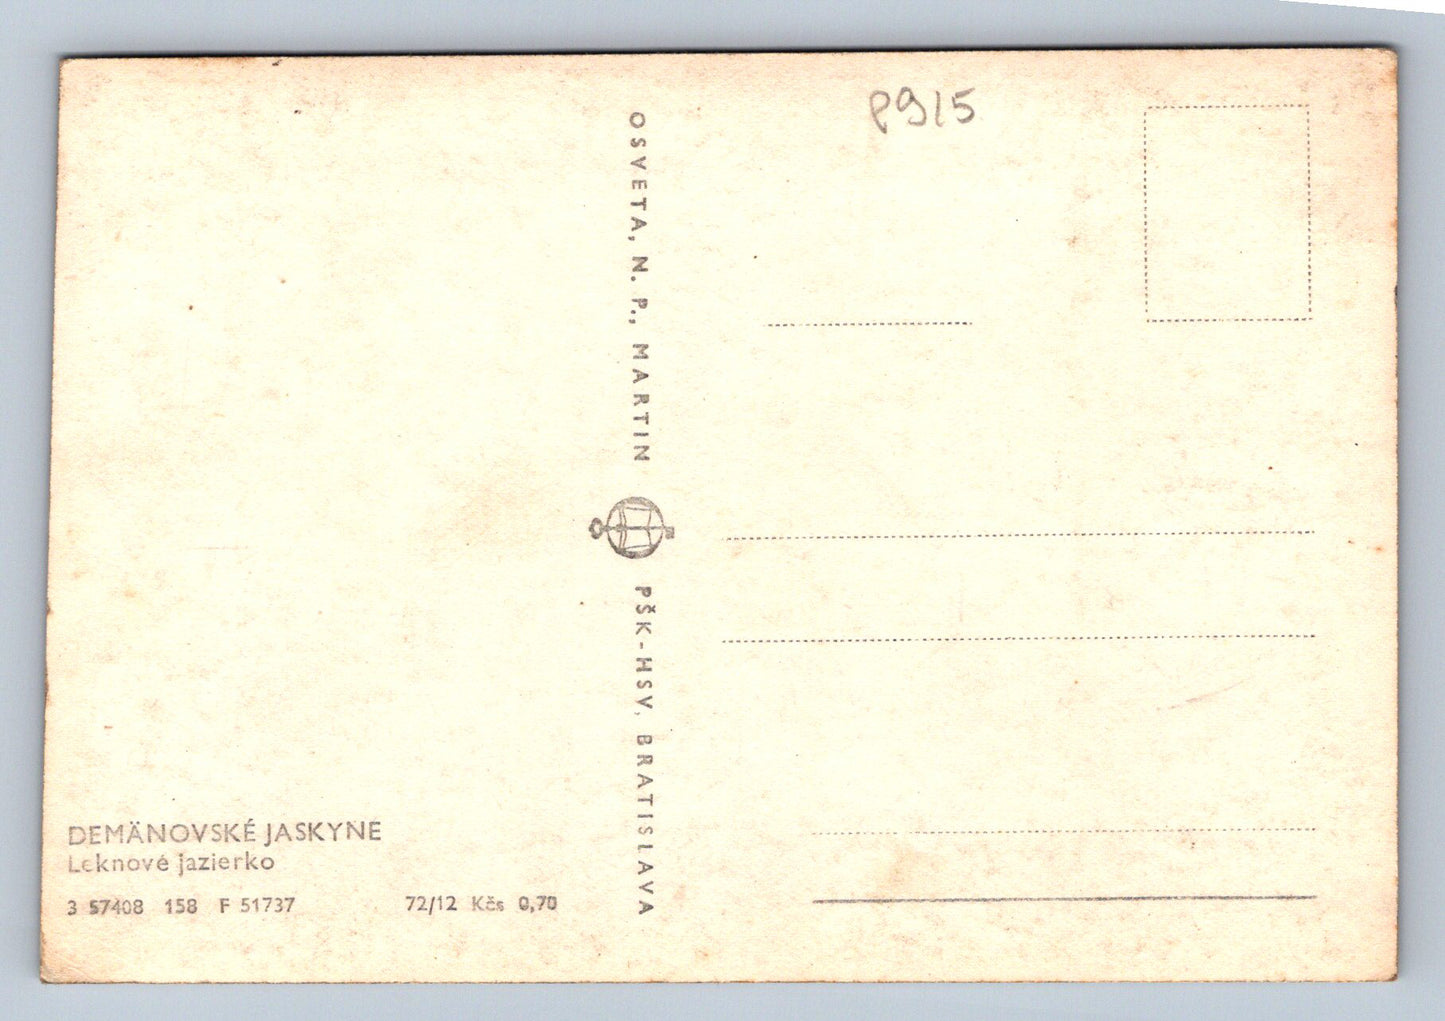 P915
OSVETA, N. P., MARTIN
PŠK-HSV, BRATISLAVA
DEMÄNOVSKÉ JASKYNE
Leknové jazierko
3 57408 158 F 51737 72/12 Kčs 0,70